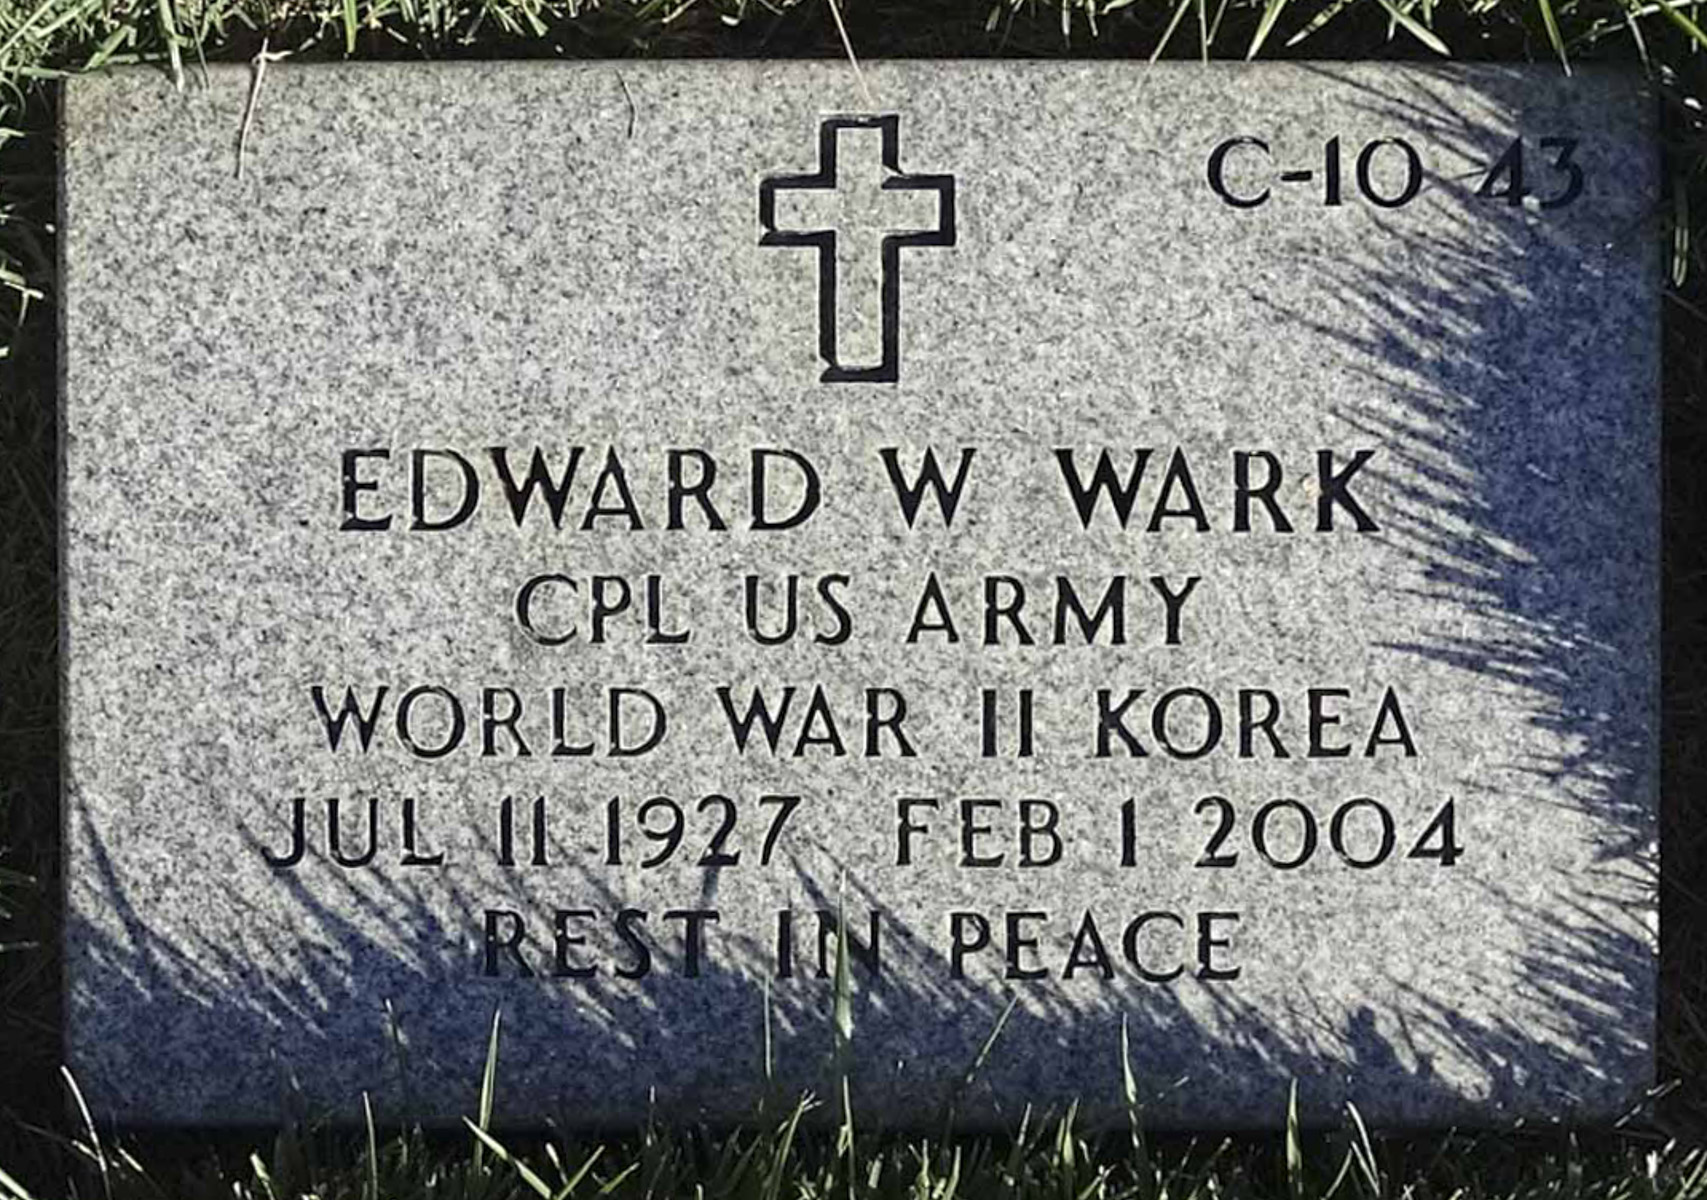 C-10 43
EDWARD W WARK
CPL US ARMY
WORLD WAR II KOREA
JUL 11 1927 FEB 1 2004
REST IN PEACE